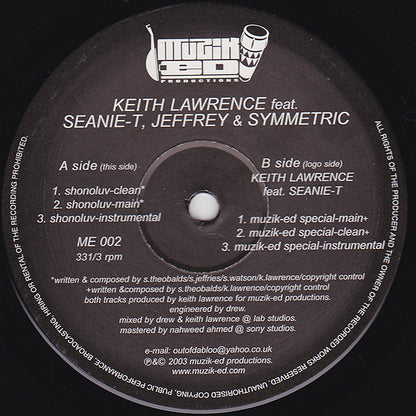 MUZIK
ED
PRODUCTIONS
KEITH LAWRENCE feat.
SEANIE-T, JEFFREY & SYMMETRIC
A side (this side)
1. shonoluv-clean*
2. shonoluv-main*
3. shonoluv-instrumental
ME 002
331/3 rpm
B side (logo side)
KEITH LAWRENCE
feat. SEANIE-T
1. muzik-ed special-main+
2. muzik-ed special-clean+
3. muzik-ed special-instrumental
*written & composed by s.theobalds/s.jeffries/s.watson/k.lawrence/copyright control
+written & composed by s.theobalds/k.lawrence/copyright control
both tracks produced by keith lawrence for muzik-ed productions.
engineered by drew.
mixed by drew & keith lawrence @ lab studios.
mastered by nahweed ahmed @ sony studios.
e-mail: outofdabloo@yahoo.co.uk
℗&© 2003 muzik-ed productions.
www.muzik-ed.com
ALL RIGHTS OF THE PRODUCER AND THE OWNER OF THE RECORDED WORKS RESERVED. UNAUTHORISED COPYING, PUBLIC PERFORMANCE, BROADCASTING, HIRING OR RENTAL OF THE RECORDING PROHIBITED.